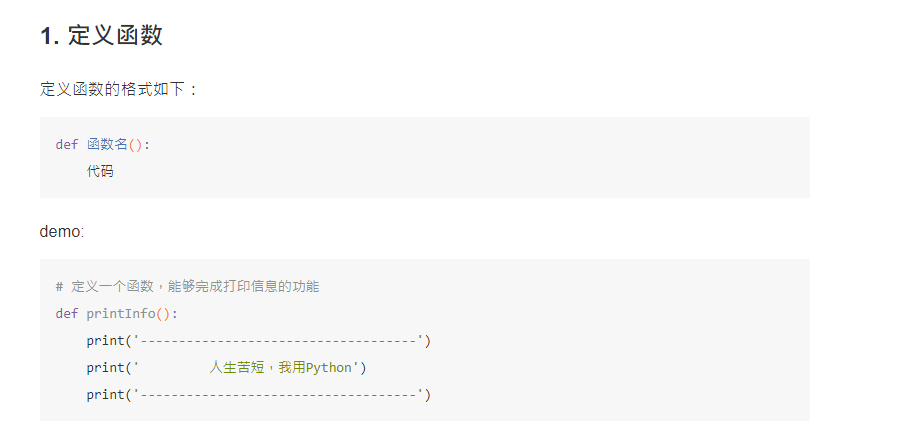 1. 定义函数
定义函数的格式如下：
def 函数名():
    代码
demo:
# 定义一个函数，能够完成打印信息的功能
def printInfo():
    print('------------------------------------')
    print('         人生苦短，我用Python')
    print('------------------------------------')